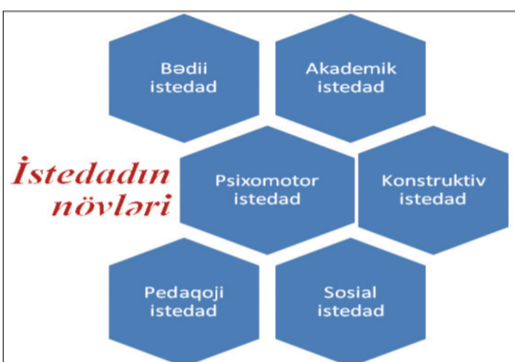 Bədii
istedad
Akademik
istedad
İstedadın
növləri
Psixomotor
istedad
Konstruktiv
istedad
Pedaqoji
istedad
Sosial
istedad